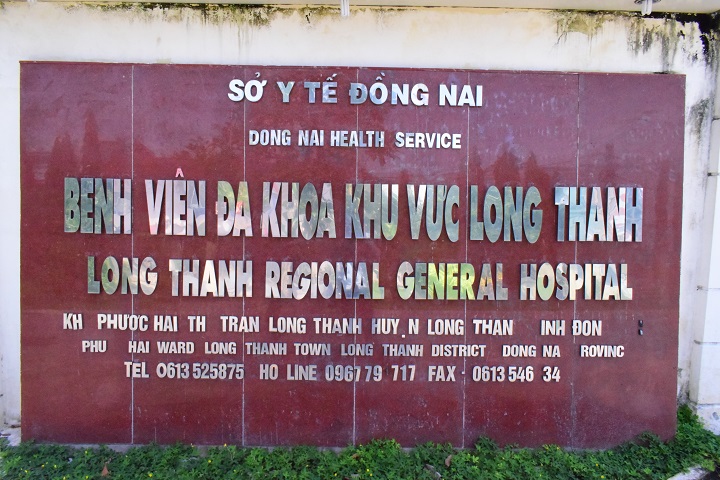 SỞ Y TẾ ĐỒNG NAI
DONG NAI HEALTH SERVICE
BENH VIÊN ĐA KHOA KHU VƯC LONG THANH
LONG THANH REGIONAL GENERAL HOSPITAL
KH PHƯỚC HAI TH TRAN LONG THANH HUY.N LONG THAN INH ĐON
PHU HAI WARD LONG THANH TOWN LONG THANH DISTRICT DONG NA ROVINC
TEL 0613 525875 HO LINE 096779 717 FAX - 0613 546 34